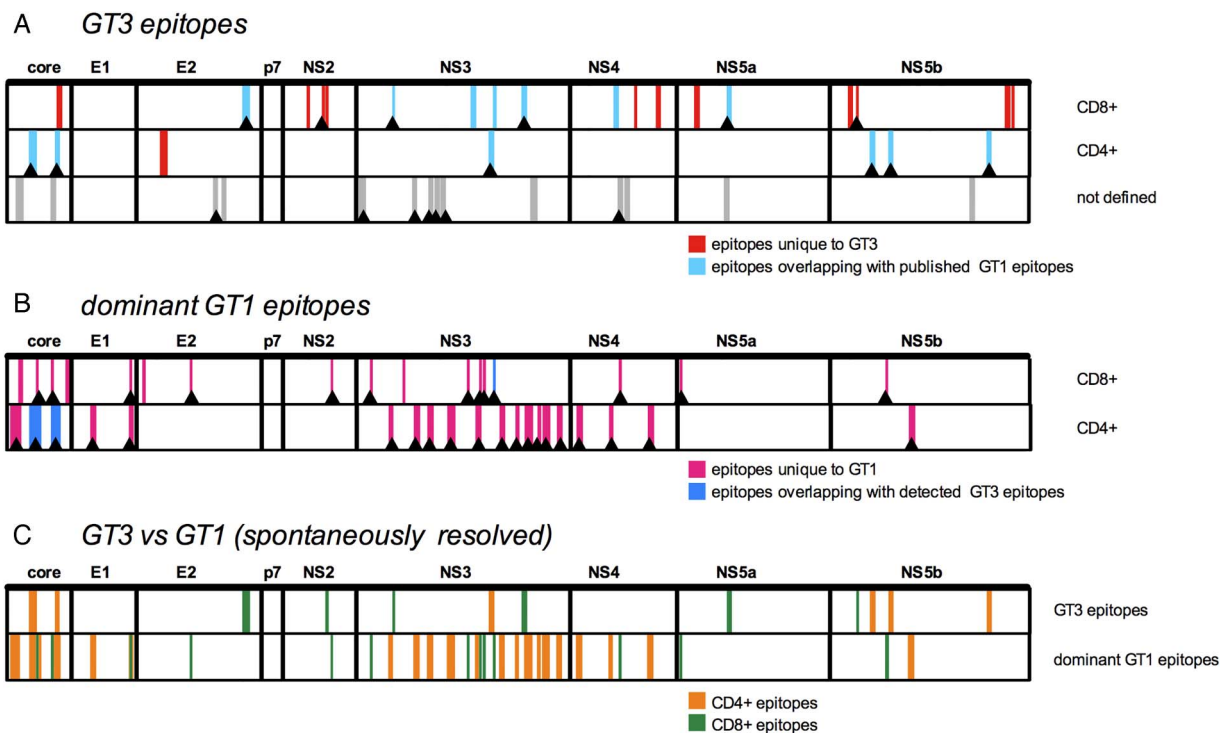 A GT3 epitopes
core E1 E2 p7 NS2 NS3 NS4 NS5a NS5b
CD8+
CD4+
not defined
epitopes unique to GT3
epitopes overlapping with published GT1 epitopes
B dominant GT1 epitopes
core E1 E2 p7 NS2 NS3 NS4 NS5a NS5b
CD8+
CD4+
epitopes unique to GT1
epitopes overlapping with detected GT3 epitopes
C GT3 vs GT1 (spontaneously resolved)
core E1 E2 p7 NS2 NS3 NS4 NS5a NS5b
GT3 epitopes
dominant GT1 epitopes
CD4+ epitopes
CD8+ epitopes